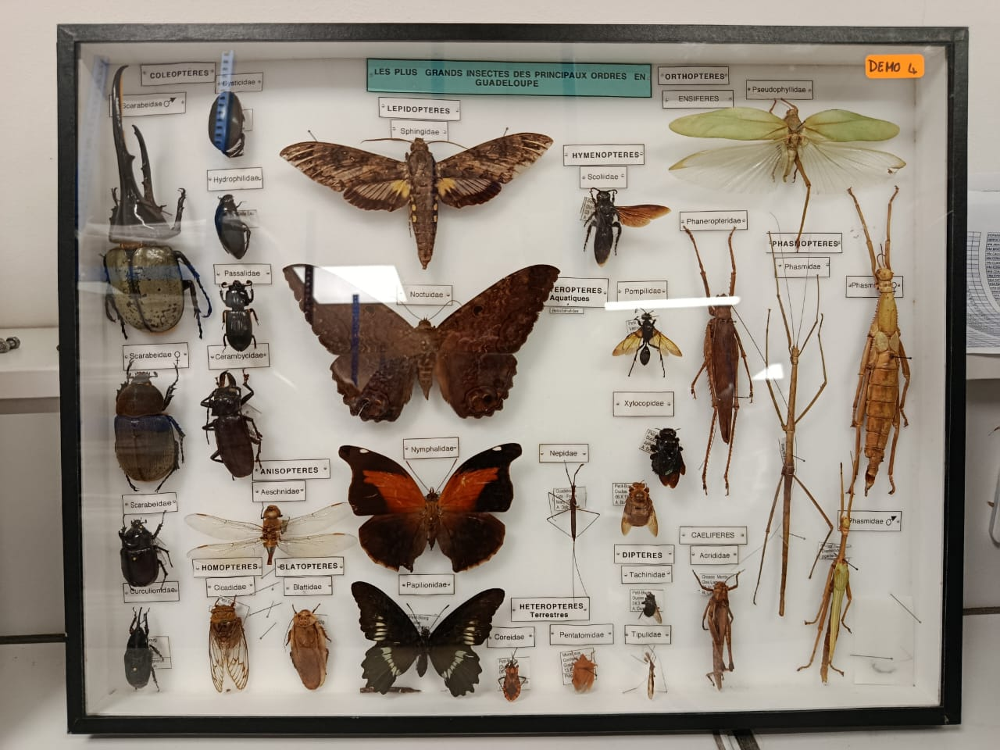 DEMO 4
LES PLUS GRANDS INSECTES DES PRINCIPAUX ORDRES EN
GUADELOUPE
COLEOPTERES
Scarabeidae ♂
Dysticidae
Hydrophilidae
Passalidae
Scarabeidae ♀
Cerambycidae
Scarabeidae
Curculionidae
ANISOPTERES
Aeschnidae
HOMOPTERES
Cicadidae
BLATOPTERES
Blattidae
LEPIDOPTERES
Sphingidae
Noctuidae
Nymphalidae
Papilionidae
HYMENOPTERES
Scoliidae
Pompilidae
Xylocopidae
TEROPTERES
Aquatiques
Nepidae
HETEROPTERES
Terrestres
Coreidae
Pentatomidae
DIPTERES
Tachinidae
Tipulidae
ORTHOPTERES
ENSIFERES
Pseudophyllidae
Phaneropteridae
CAELIFERES
Acrididae
PHASMOPTERES
Phasmidae
Phasm
Phasmidae ♂